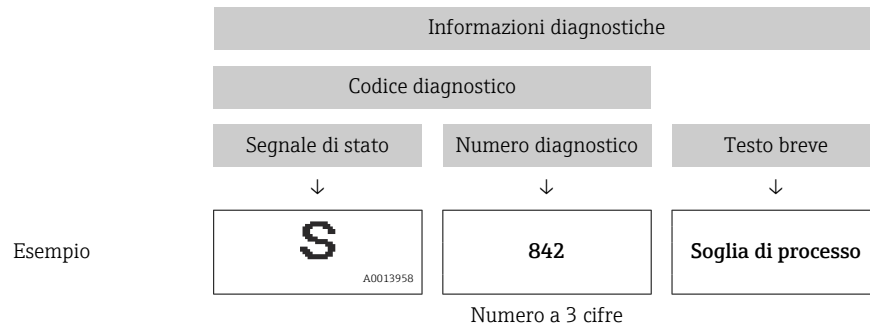 Informazioni diagnostiche
Codice diagnostico
Segnale di stato Numero diagnostico Testo breve
↓ ↓ ↓
Esempio S 842 Soglia di processo
A0013958
Numero a 3 cifre